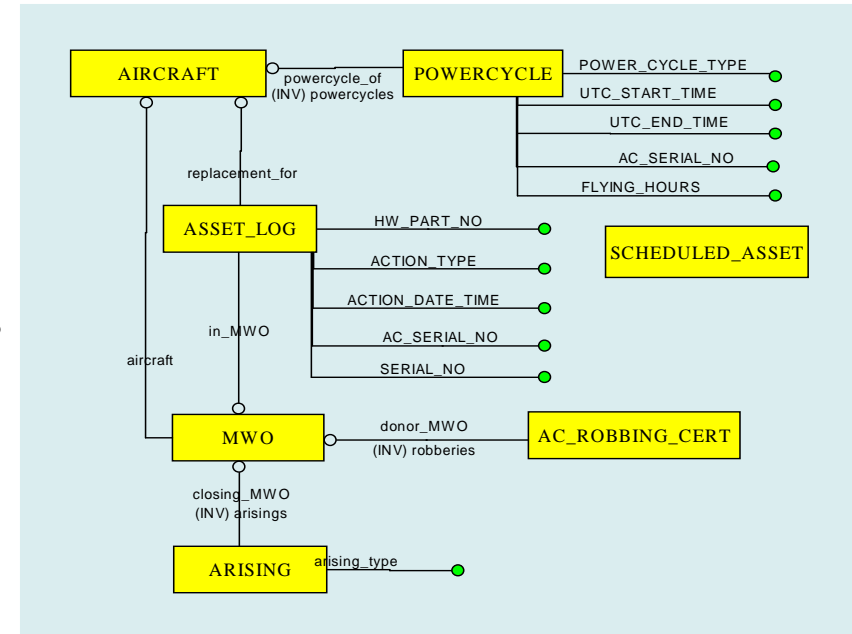 AIRCRAFT
powercycle_of
(INV) powercycles
POWERCYCLE
POWER_CYCLE_TYPE
UTC_START_TIME
UTC_END_TIME
AC_SERIAL_NO
FLYING_HOURS
replacement_for
ASSET_LOG
HW_PART_NO
ACTION_TYPE
ACTION_DATE_TIME
AC_SERIAL_NO
SERIAL_NO
SCHEDULED_ASSET
in_MWO
aircraft
MWO
donor_MWO
(INV) robberies
AC_ROBBING_CERT
closing_MWO
(INV) arisings
ARISING
arising_type